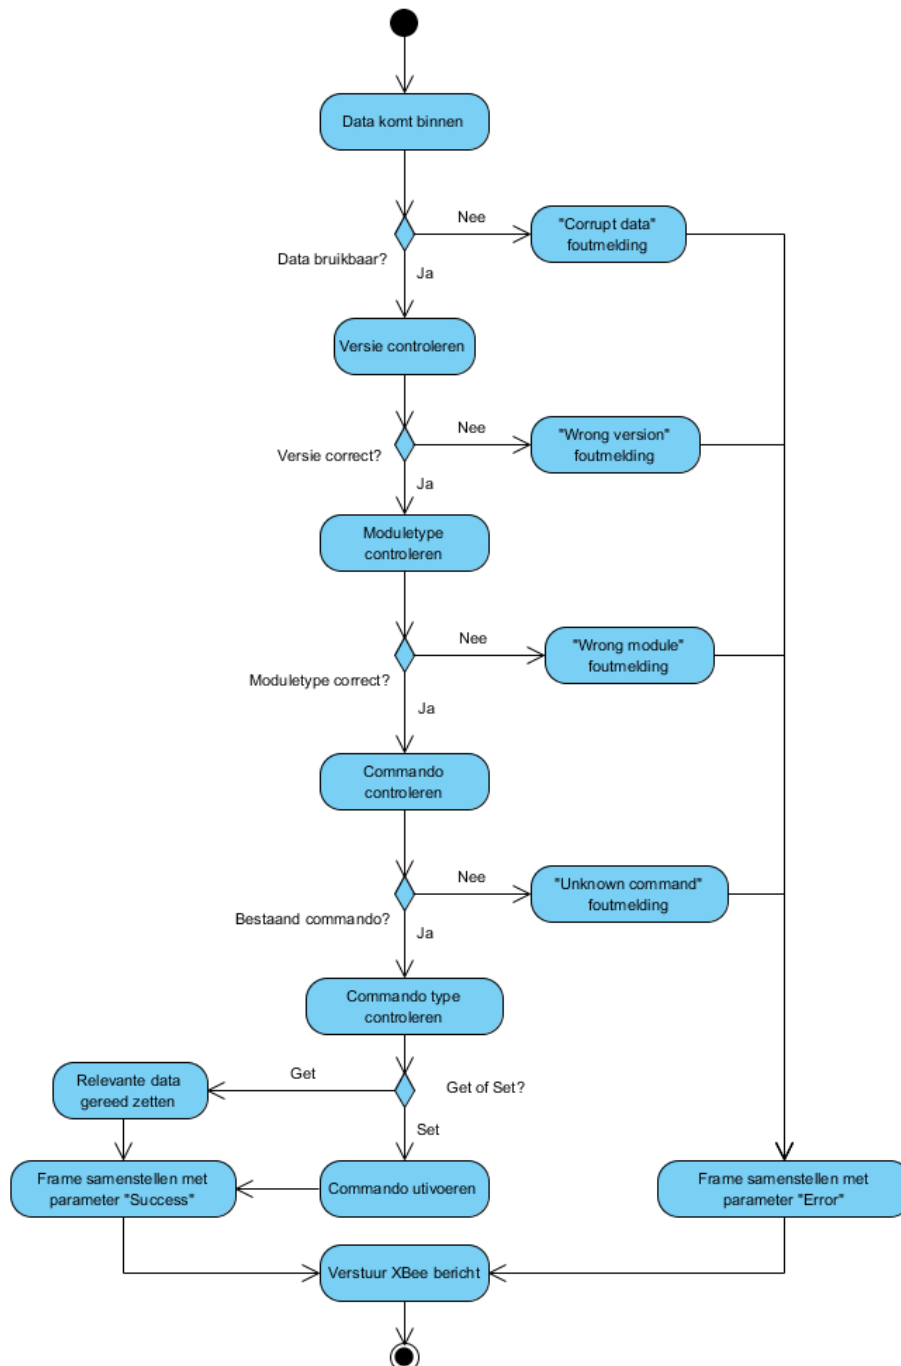 Data komt binnen
Nee
"Corrupt data"
foutmelding
Data bruikbaar?
Ja
Versie controleren
Nee
"Wrong version"
foutmelding
Versie correct?
Ja
Moduletype
controleren
Nee
"Wrong module"
foutmelding
Moduletype correct?
Ja
Commando
controleren
Nee
"Unknown command"
foutmelding
Bestaand commando?
Ja
Commando type
controleren
Get
Get of Set?
Relevante data
gereed zetten
Set
Frame samenstellen met
parameter "Success"
Commando utivoeren
Frame samenstellen met
parameter "Error"
Verstuur XBee bericht